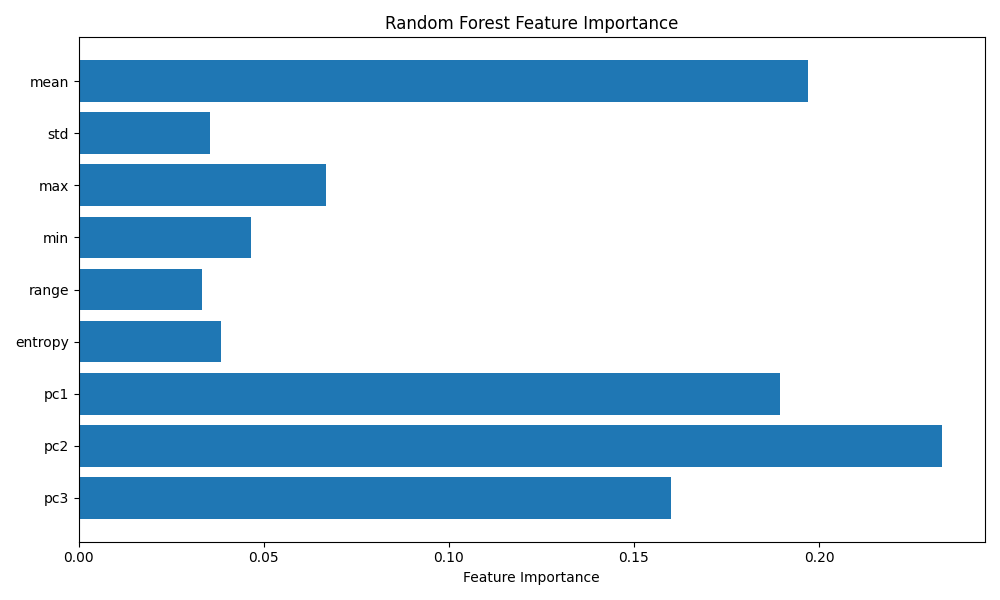 Random Forest Feature Importance
mean
std
max
min
range
entropy
pc1
pc2
pc3
0.00 0.05 0.10 0.15 0.20
Feature Importance